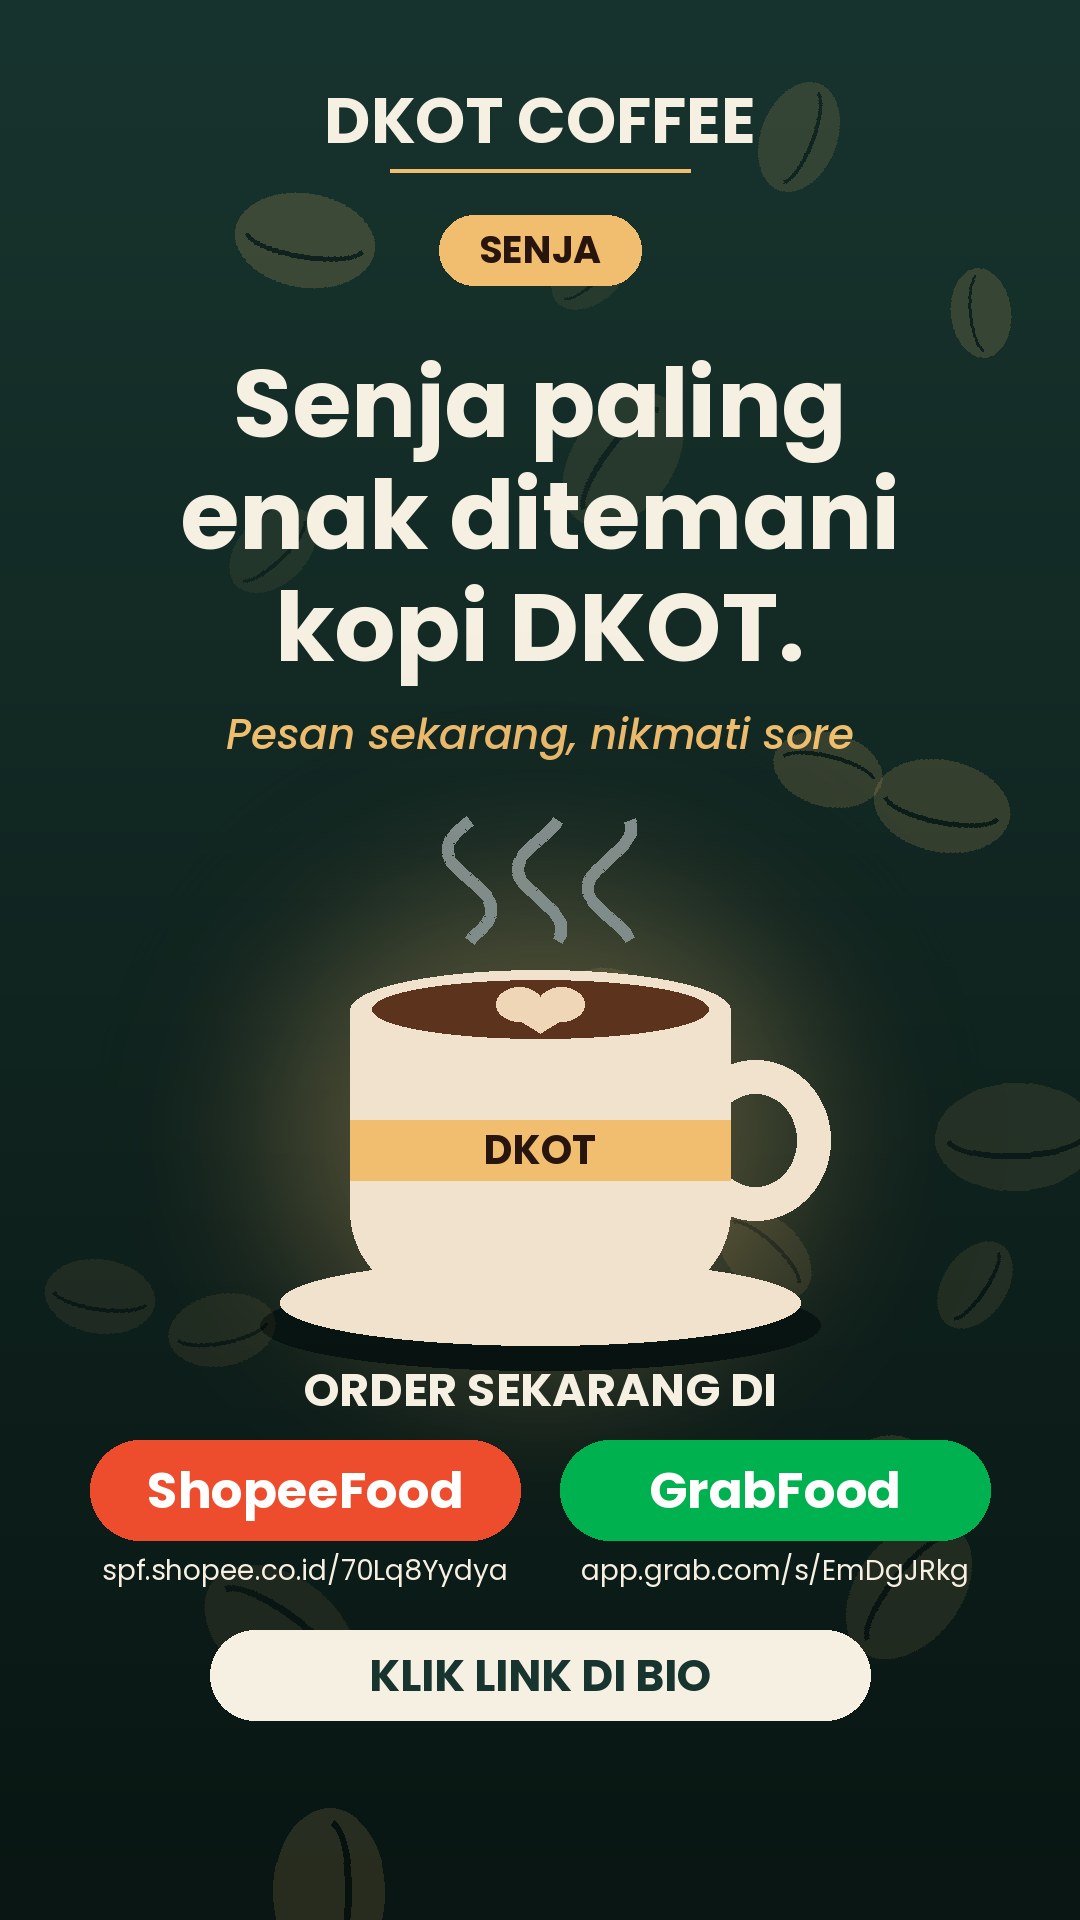 DKOT COFFEE
SENJA
Senja paling
enak ditemani
kopi DKOT.
Pesan sekarang, nikmati sore
DKOT
ORDER SEKARANG DI
ShopeeFood
GrabFood
spf.shopee.co.id/70Lq8Yydya
app.grab.com/s/EmDgJRkg
KLIK LINK DI BIO